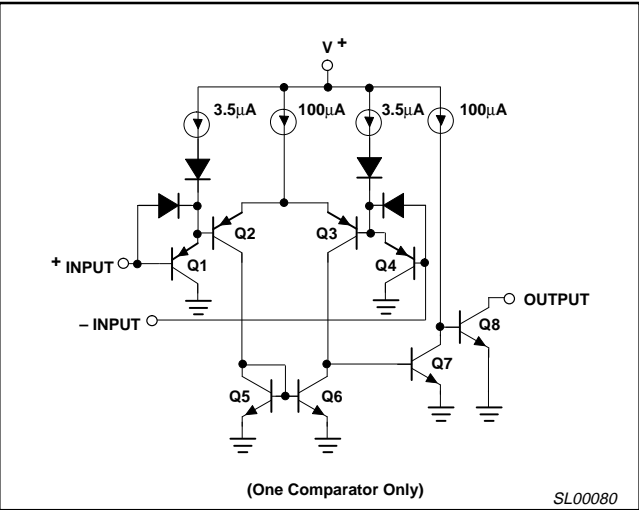 V +
3.5µA 100µA 3.5µA 100µA
Q2 Q3
+ INPUT Q1 Q4
OUTPUT
– INPUT Q8
Q7
Q5 Q6
(One Comparator Only)
SL00080